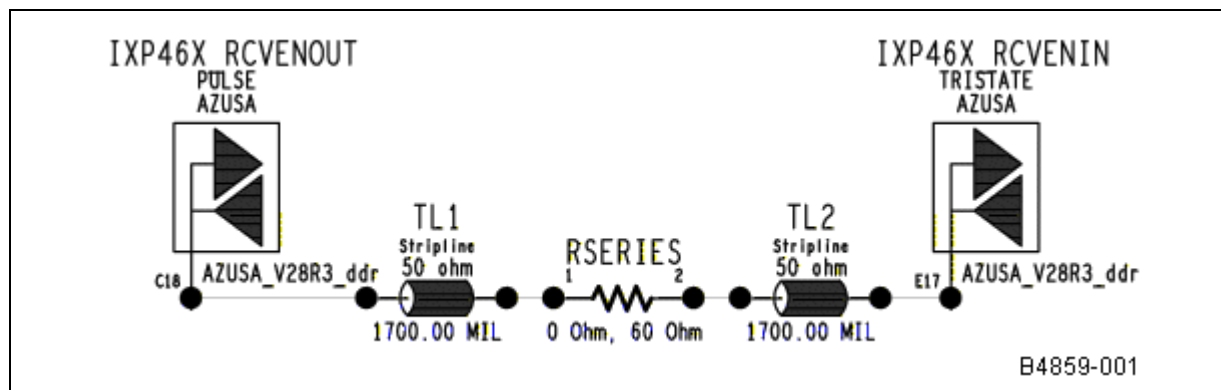 IXP46X RCVENOUT
PULSE
AZUSA
IXP46X RCVENIN
TRISTATE
AZUSA
TL1
Stripline
50 ohm
RSERIES
1 2
TL2
Stripline
50 ohm
C18
AZUSA_V28R3_ddr
E17
AZUSA_V28R3_ddr
1700.00 MIL
0 Ohm, 60 Ohm
1700.00 MIL
B4859-001